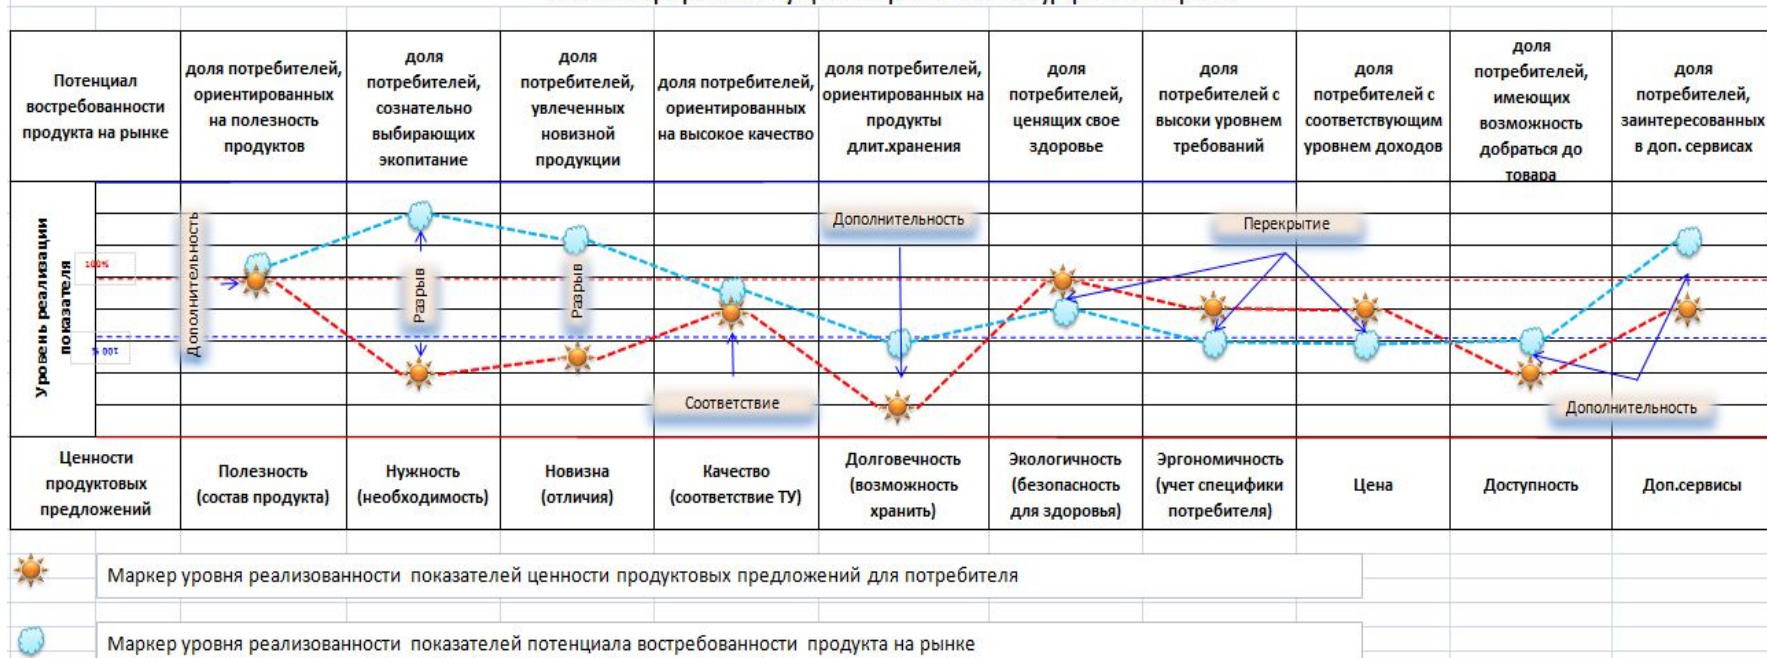 Потенциал
востребованности
продукта на рынке
доля потребителей,
ориентированных
на полезность
продуктов
доля
потребителей,
сознательно
выбирающих
экопитание
доля
потребителей,
увлеченных
новизной
продукции
доля потребителей,
ориентированных
на высокое качество
доля потребителей,
ориентированных на
продукты
длит.хранения
доля
потребителей,
ценящих свое
здоровье
доля
потребителей с
высоки уровнем
требований
доля
потребителей с
соответствующим
уровнем доходов
доля
потребителей,
имеющих
возможность
добраться до
товара
доля
потребителей,
заинтересованных
в доп. сервисах
Уровень реализации
показателя
100%
100 %
Дополнительность
Разрыв
Разрыв
Соответствие
Дополнительность
Перекрытие
Дополнительность
Ценности
продуктовых
предложений
Полезность
(состав продукта)
Нужность
(необходимость)
Новизна
(отличия)
Качество
(соответствие ТУ)
Долговечность
(возможность
хранить)
Экологичность
(безопасность
для здоровья)
Эргономичность
(учет специфики
потребителя)
Цена
Доступность
Доп.сервисы
Маркер уровня реализованности показателей ценности продуктовых предложений для потребителя
Маркер уровня реализованности показателей потенциала востребованности продукта на рынке